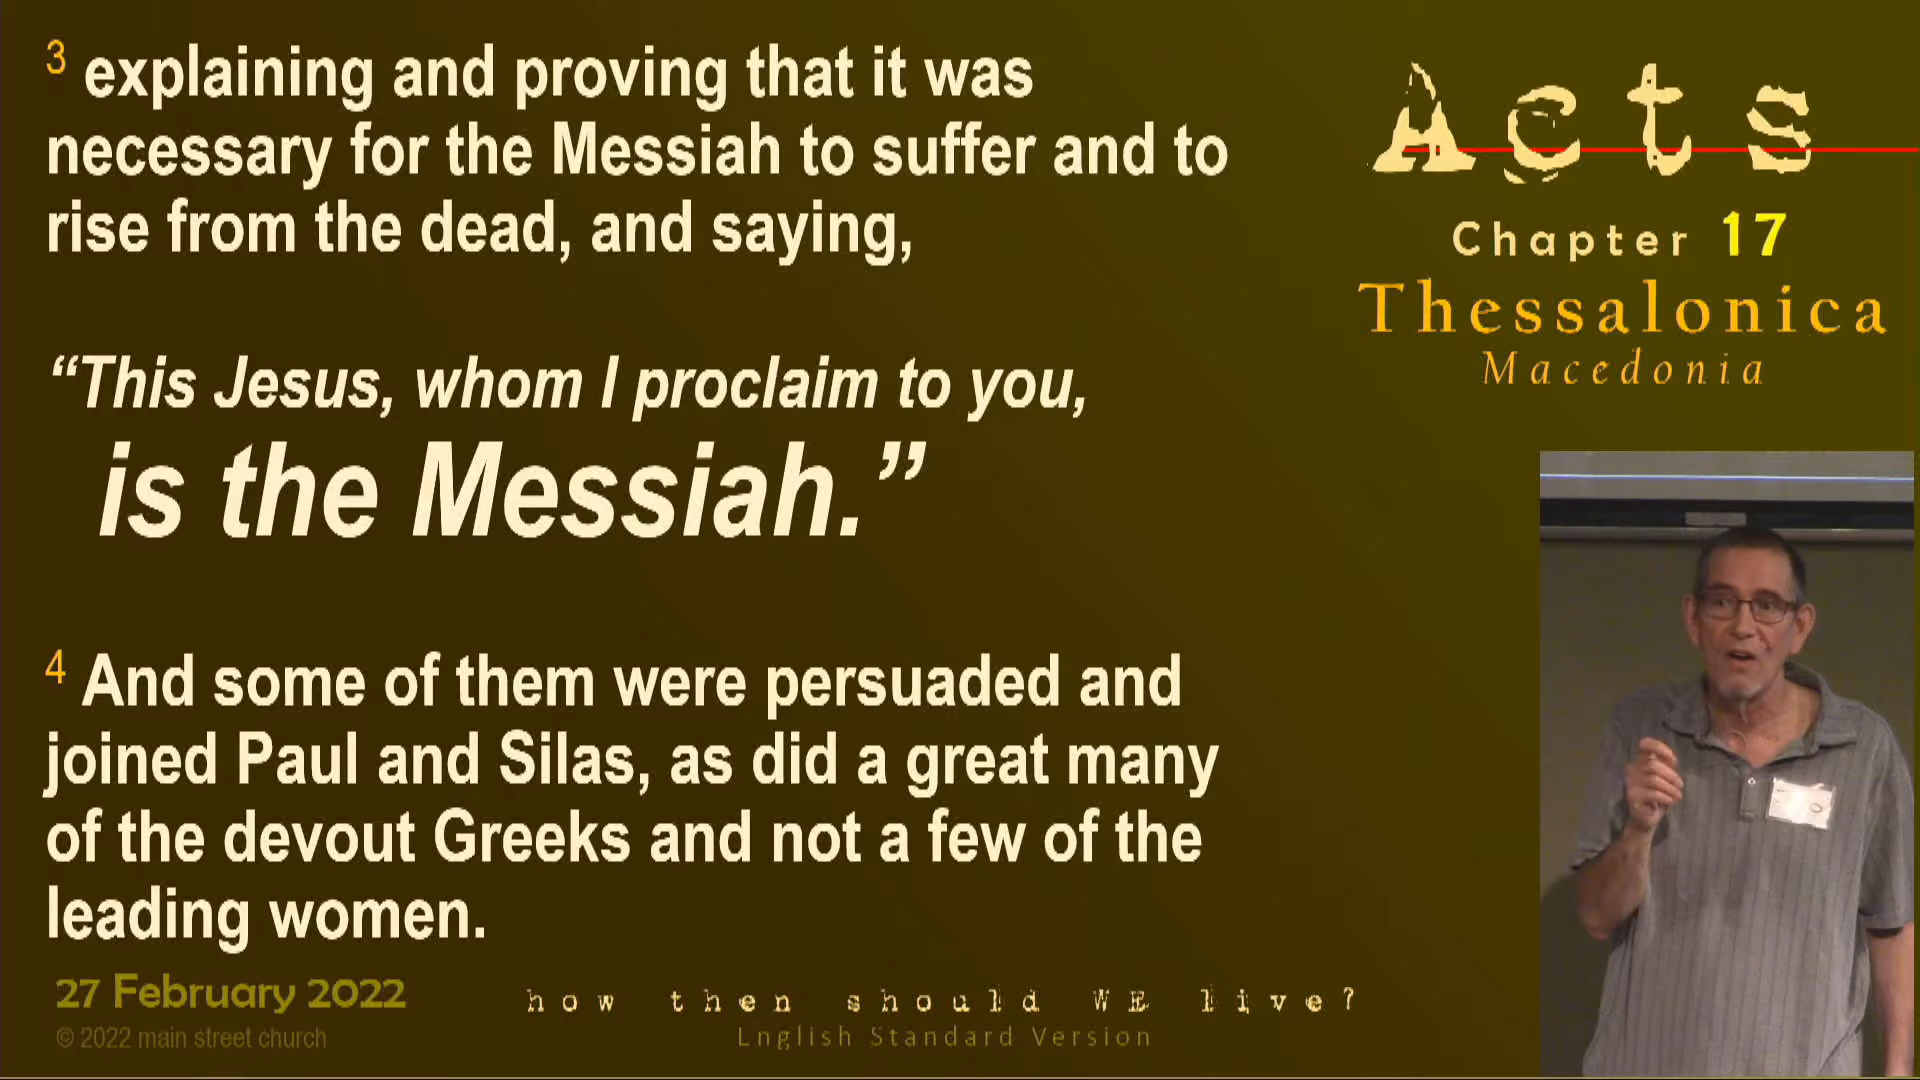 3 explaining and proving that it was
necessary for the Messiah to suffer and to
rise from the dead, and saying,
“This Jesus, whom I proclaim to you,
is the Messiah.”
4 And some of them were persuaded and
joined Paul and Silas, as did a great many
of the devout Greeks and not a few of the
leading women.
Acts
Chapter 17
Thessalonica
Macedonia
27 February 2022
© 2022 main street church
how then should WE live?
English Standard Version